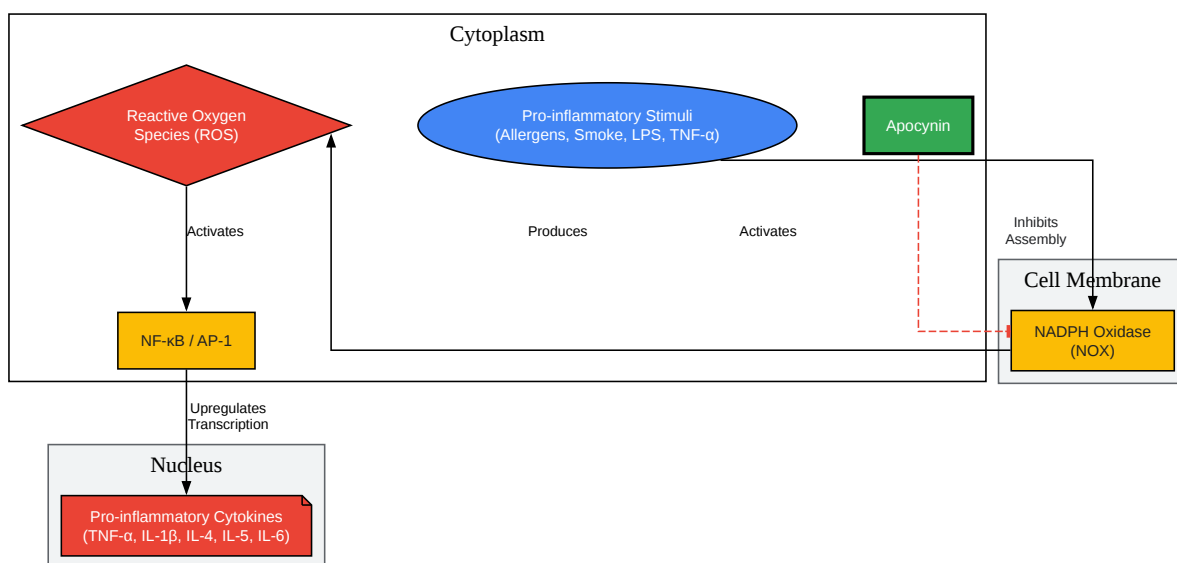 Cytoplasm
Reactive Oxygen
Species (ROS)
Pro-inflammatory Stimuli
(Allergens, Smoke, LPS, TNF-α)
Apocynin
Activates
Produces
Activates
Inhibits
Assembly
Cell Membrane
NF-κB / AP-1
NADPH Oxidase
(NOX)
Upregulates
Transcription
Nucleus
Pro-inflammatory Cytokines
(TNF-α, IL-1β, IL-4, IL-5, IL-6)